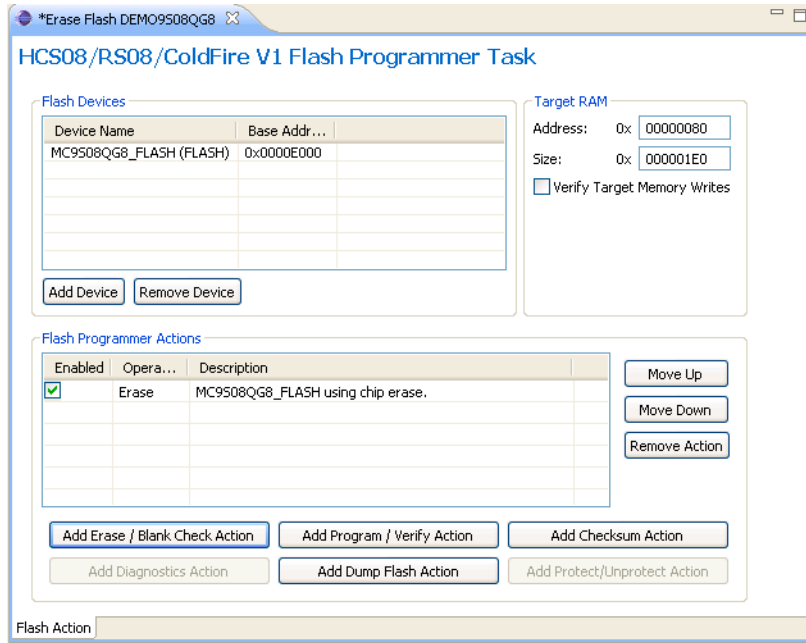 *Erase Flash DEMO9S08QG8
HCS08/RS08/ColdFire V1 Flash Programmer Task
Flash Devices
Device Name Base Addr...
MC9S08QG8_FLASH (FLASH) 0x0000E000
Add Device Remove Device
Target RAM
Address: 0x 00000080
Size: 0x 000001E0
Verify Target Memory Writes
Flash Programmer Actions
Enabled Opera... Description
Erase MC9S08QG8_FLASH using chip erase.
Move Up
Move Down
Remove Action
Add Erase / Blank Check Action Add Program / Verify Action Add Checksum Action
Add Diagnostics Action Add Dump Flash Action Add Protect/Unprotect Action
Flash Action